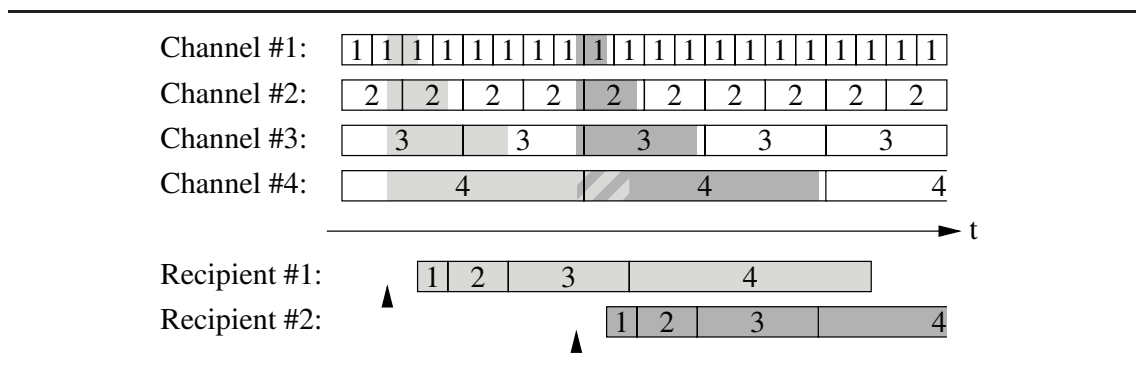 Channel #1: 1 1 1 1 1 1 1 1 1 1 1 1 1 1 1 1 1 1 1 1
Channel #2: 2 2 2 2 2 2 2 2 2 2
Channel #3: 3 3 3 3 3
Channel #4: 4 4 4
t
Recipient #1: 1 2 3 4
Recipient #2: 1 2 3 4